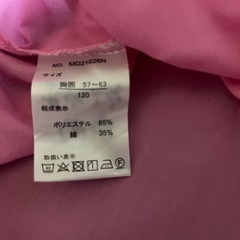 NO. MD21626N
サイズ
胸囲 57~63
120
組成表示
ポリエステル 65%
綿 35%
取扱い表示